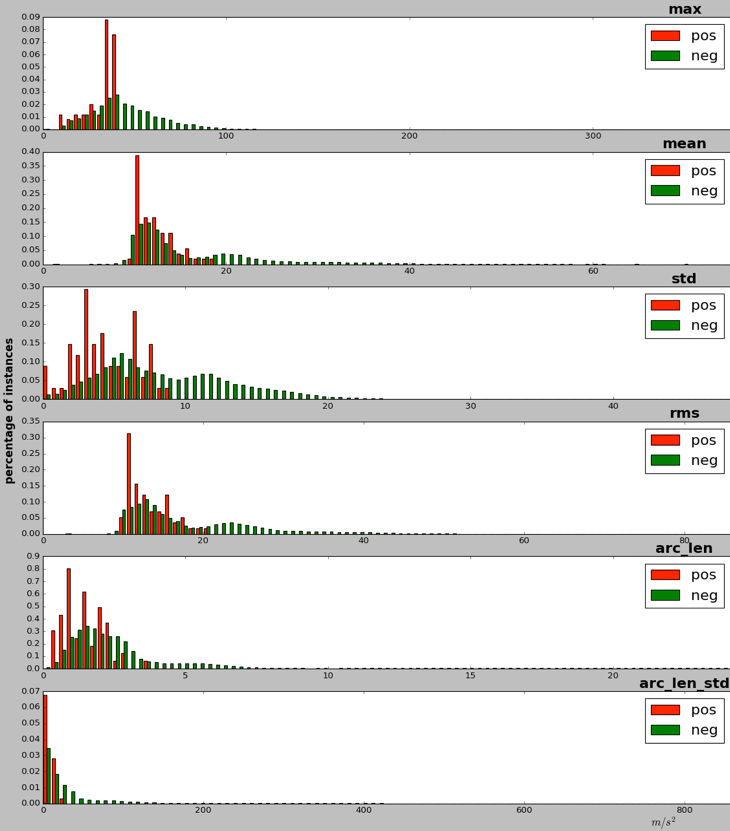 max
0.09
0.08
0.07
0.06
0.05
0.04
0.03
0.02
0.01
0.00
0 100 200 300
pos
neg
mean
0.40
0.35
0.30
0.25
0.20
0.15
0.10
0.05
0.00
0 20 40 60
pos
neg
std
0.30
0.25
0.20
0.15
0.10
0.05
0.00
0 10 20 30 40
pos
neg
percentage of instances
rms
0.35
0.30
0.25
0.20
0.15
0.10
0.05
0.00
0 20 40 60 80
pos
neg
arc_len
0.9
0.8
0.7
0.6
0.5
0.4
0.3
0.2
0.1
0.0
0 5 10 15 20
pos
neg
arc_len_std
0.07
0.06
0.05
0.04
0.03
0.02
0.01
0.00
0 200 400 600 800
pos
neg
m/s²